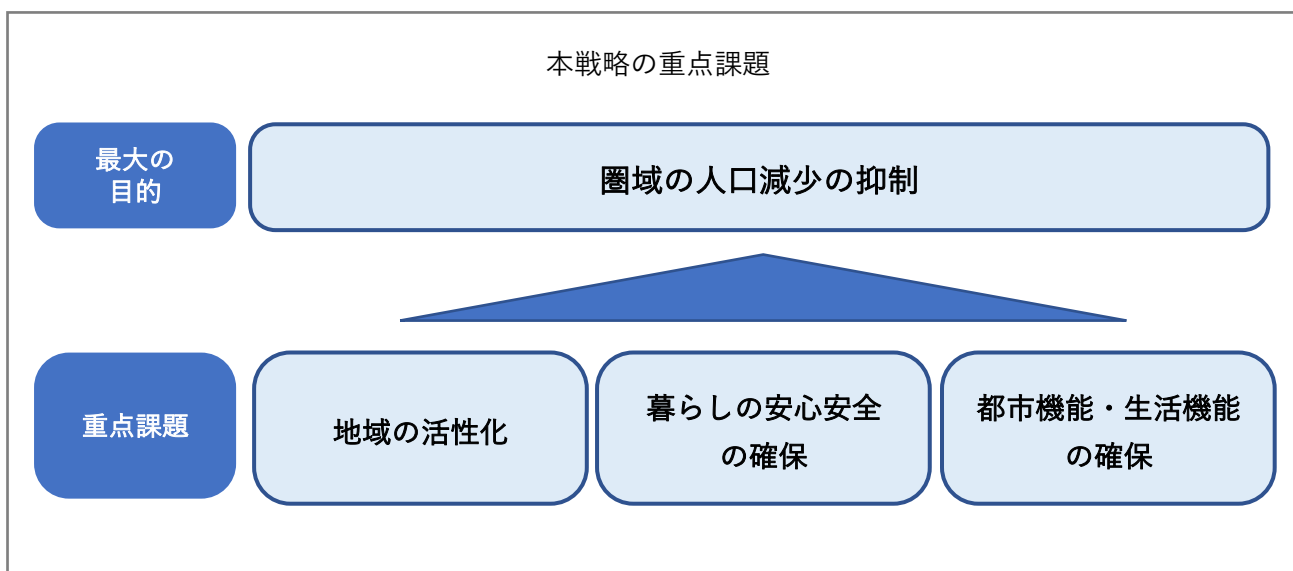 本戦略の重点課題
最大の
目的
圏域の人口減少の抑制
重点課題
地域の活性化
暮らしの安心安全
の確保
都市機能・生活機能
の確保